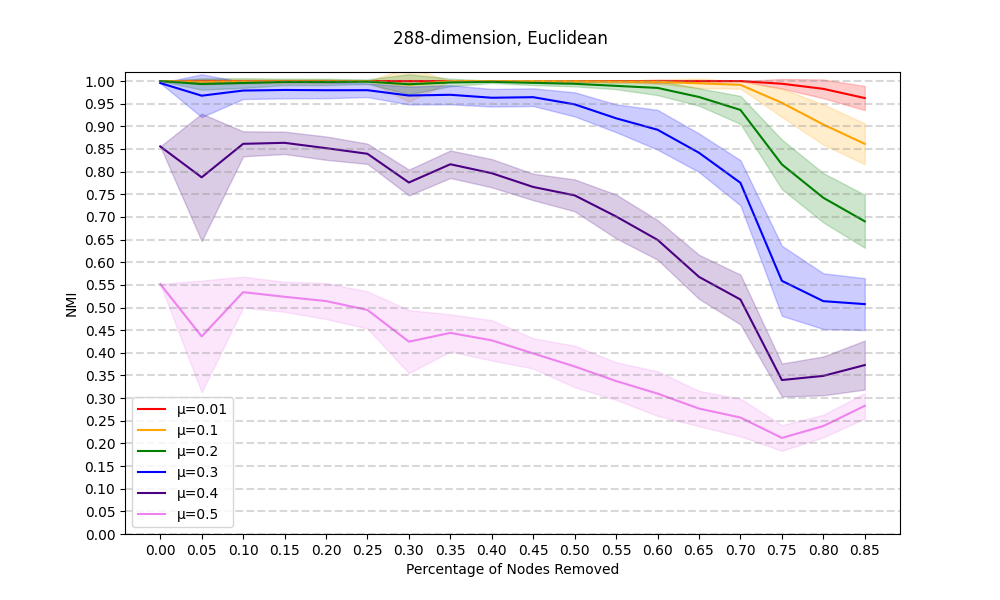 288-dimension, Euclidean
NMI
1.00
0.95
0.90
0.85
0.80
0.75
0.70
0.65
0.60
0.55
0.50
0.45
0.40
0.35
0.30
0.25
0.20
0.15
0.10
0.05
0.00
μ=0.01
μ=0.1
μ=0.2
μ=0.3
μ=0.4
μ=0.5
0.00 0.05 0.10 0.15 0.20 0.25 0.30 0.35 0.40 0.45 0.50 0.55 0.60 0.65 0.70 0.75 0.80 0.85
Percentage of Nodes Removed